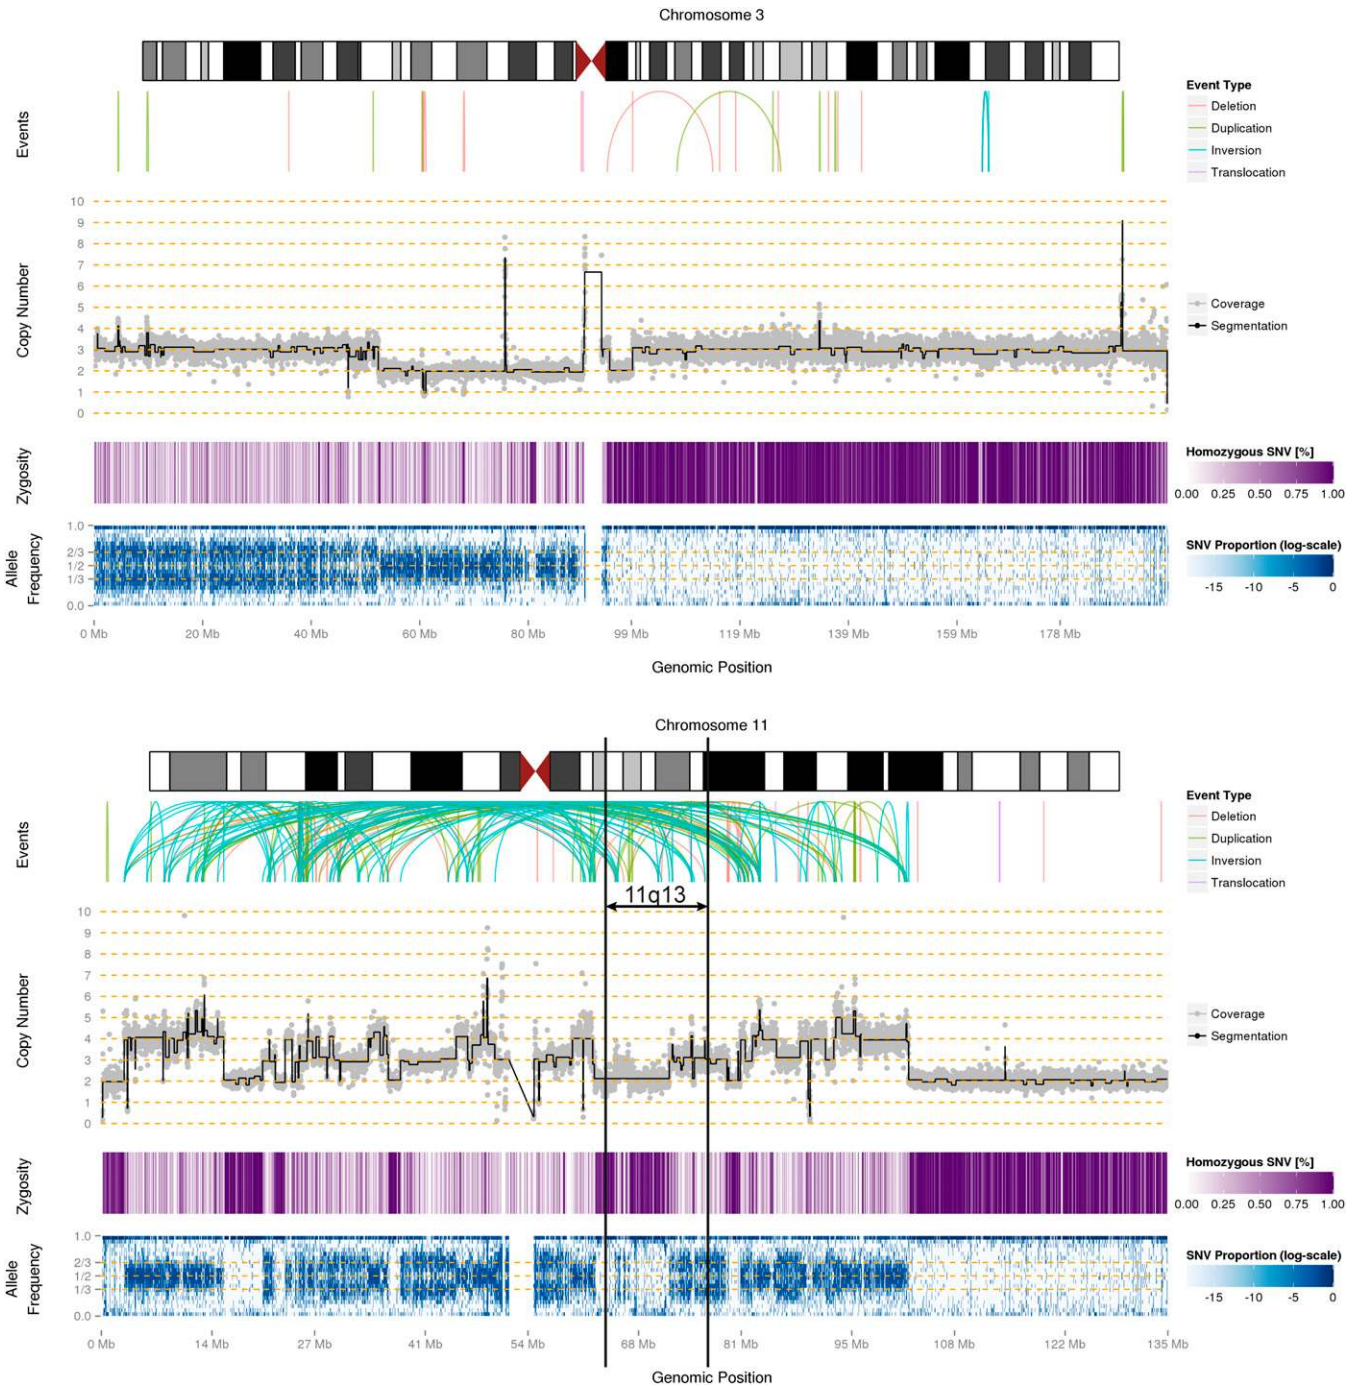 Chromosome 3
Events
Event Type
Deletion
Duplication
Inversion
Translocation
Copy Number
10
9
8
7
6
5
4
3
2
1
0
Coverage
Segmentation
Zygosity
Homozygous SNV [%]
0.00 0.25 0.50 0.75 1.00
Allele
Frequency
1.0
2/3
1/2
1/3
0.0
SNV Proportion (log-scale)
-15 -10 -5 0
0 Mb 20 Mb 40 Mb 60 Mb 80 Mb 99 Mb 119 Mb 139 Mb 159 Mb 178 Mb
Genomic Position
Chromosome 11
Events
Event Type
Deletion
Duplication
Inversion
Translocation
11q13
Copy Number
10
9
8
7
6
5
4
3
2
1
0
Coverage
Segmentation
Zygosity
Homozygous SNV [%]
0.00 0.25 0.50 0.75 1.00
Allele
Frequency
1.0
2/3
1/2
1/3
0.0
SNV Proportion (log-scale)
-15 -10 -5 0
0 Mb 14 Mb 27 Mb 41 Mb 54 Mb 68 Mb 81 Mb 95 Mb 108 Mb 122 Mb 135 Mb
Genomic Position